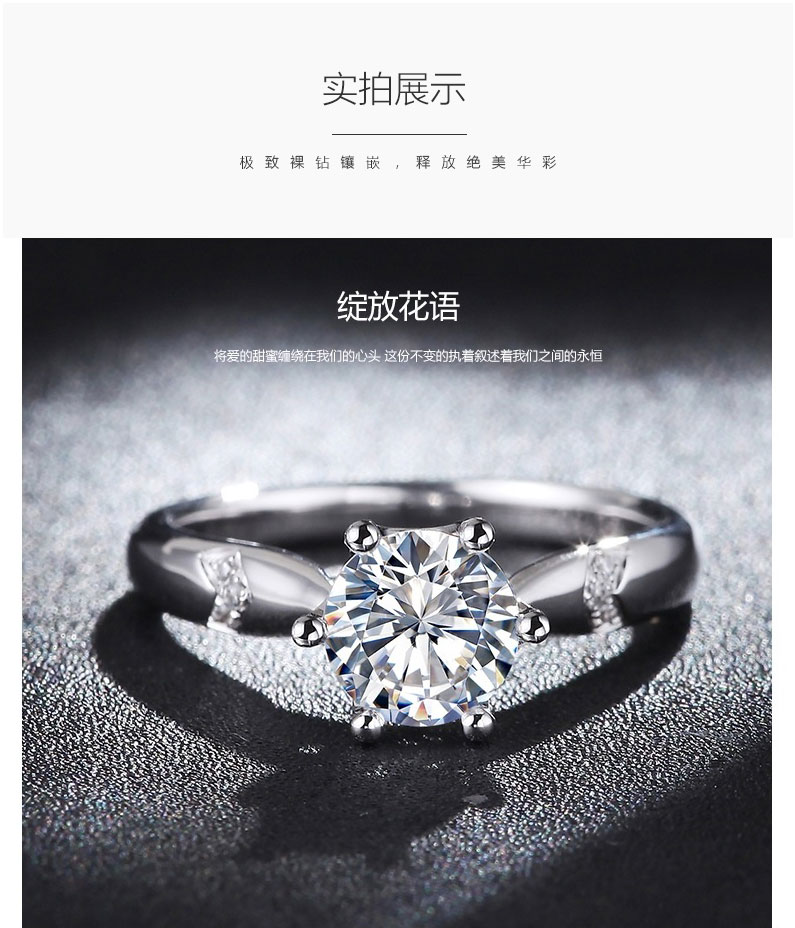 实拍展示
极致裸钻镶嵌，释放绝美华彩
绽放花语
将爱的甜蜜缠绕在我们的心头 这份不变的执着叙述着我们之间的永恒